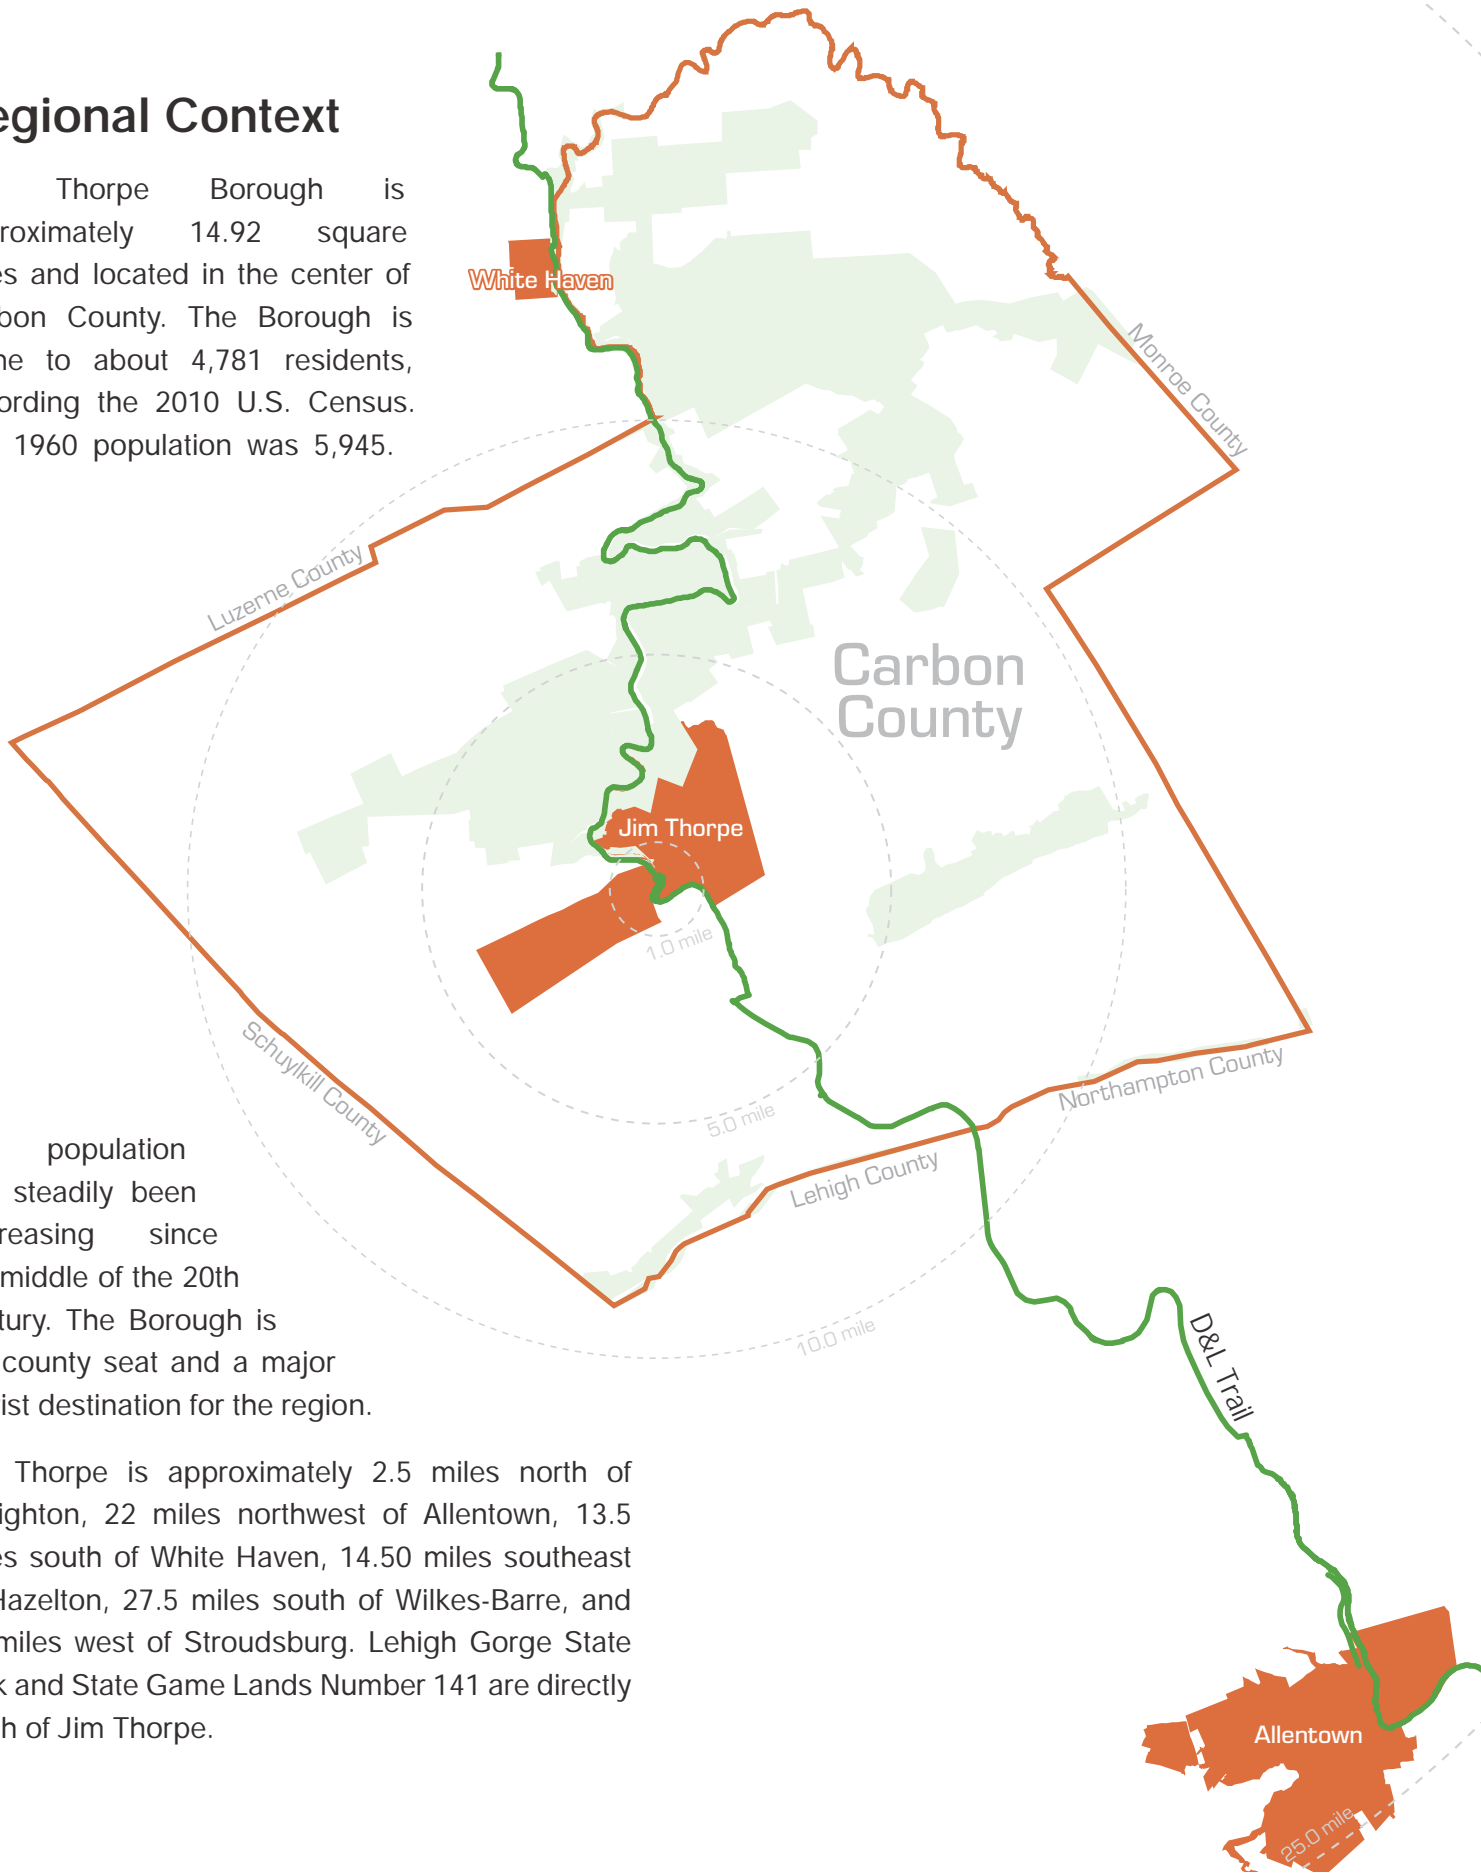 egional Context
Thorpe Borough is
roximately 14.92 square
es and located in the center of
bon County. The Borough is
ne to about 4,781 residents,
ording the 2010 U.S. Census.
1960 population was 5,945.
population
steadily been
reasing since
middle of the 20th
tury. The Borough is
county seat and a major
rist destination for the region.
Thorpe is approximately 2.5 miles north of
ighton, 22 miles northwest of Allentown, 13.5
es south of White Haven, 14.50 miles southeast
Hazelton, 27.5 miles south of Wilkes-Barre, and
miles west of Stroudsburg. Lehigh Gorge State
k and State Game Lands Number 141 are directly
h of Jim Thorpe.
White Haven
Monroe County
Luzerne County
Carbon
County
Jim Thorpe
1.0 mile
Schuylkill County
Northampton County
5.0 mile
Lehigh County
10.0 mile
D&L Trail
Allentown
25.0 mile